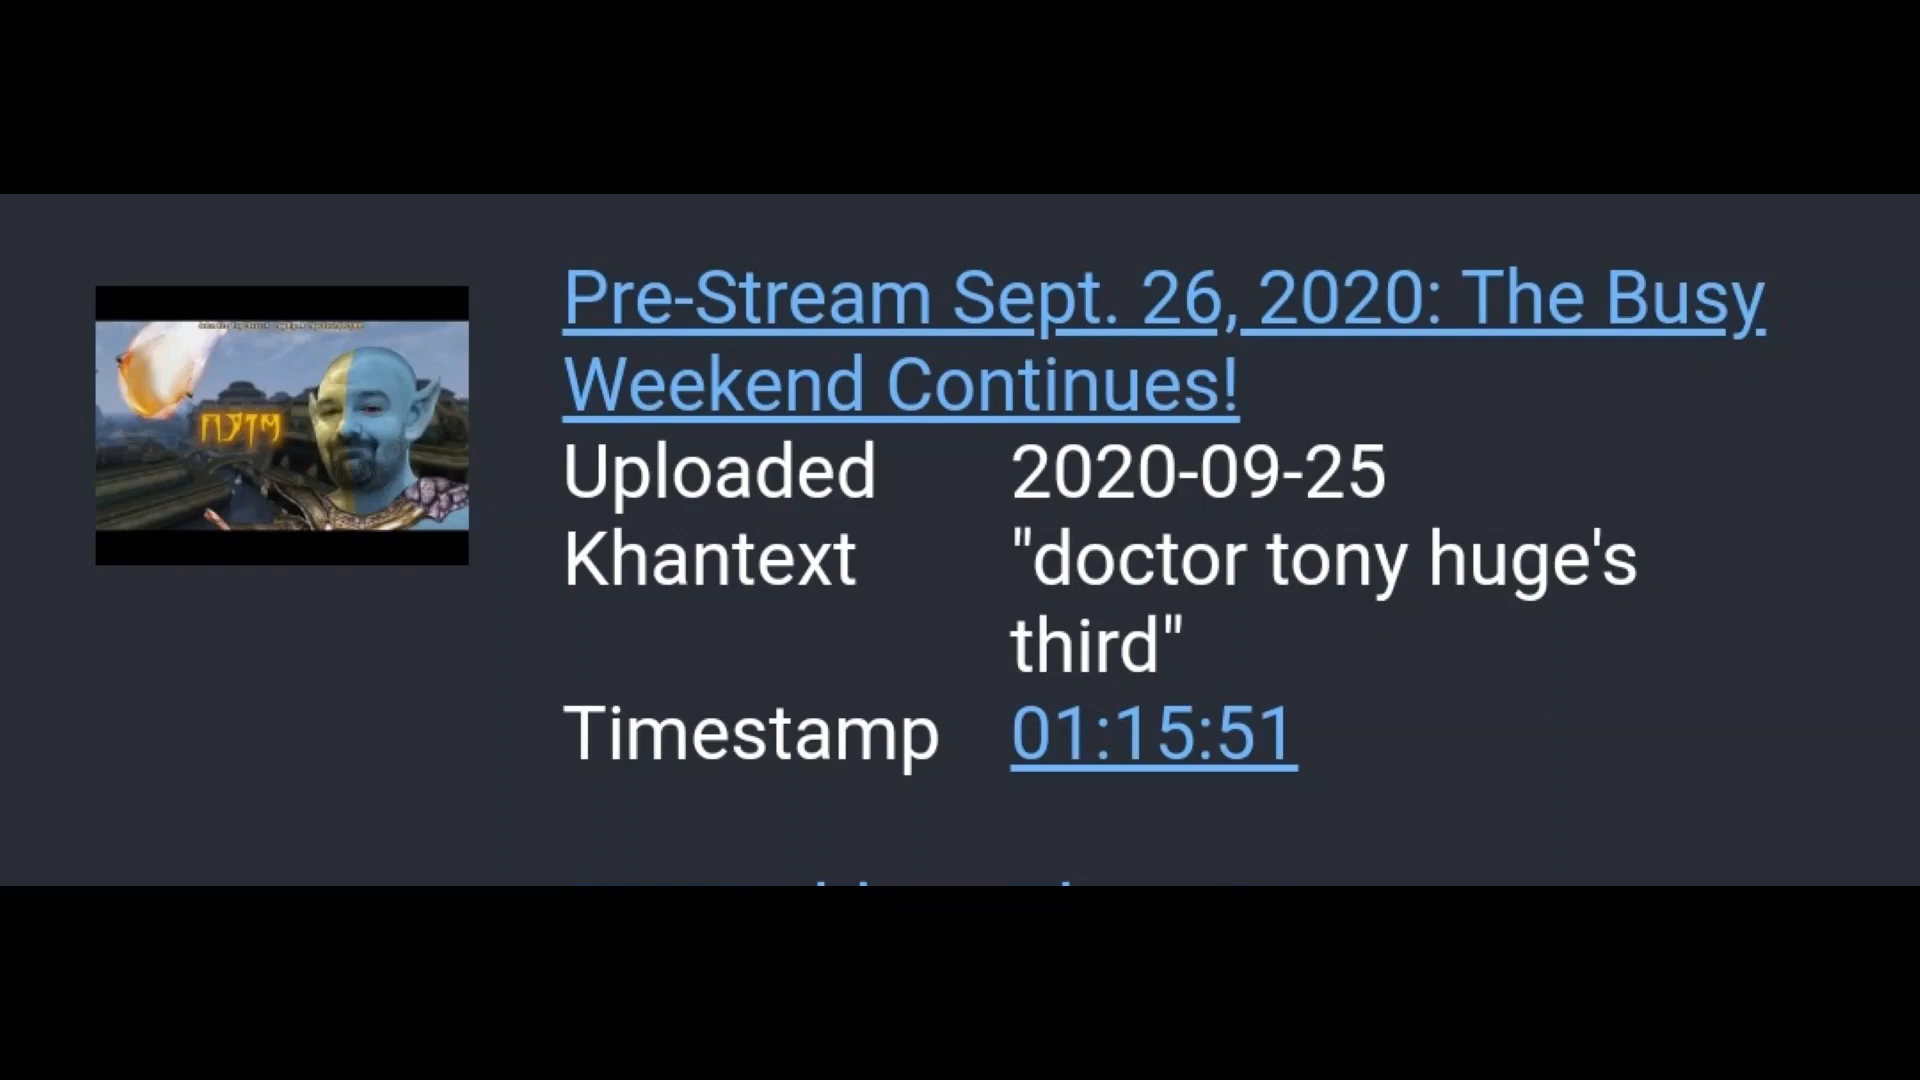 Pre-Stream Sept. 26, 2020: The Busy
Weekend Continues!
Uploaded 2020-09-25
Khantext "doctor tony huge's
third"
Timestamp 01:15:51